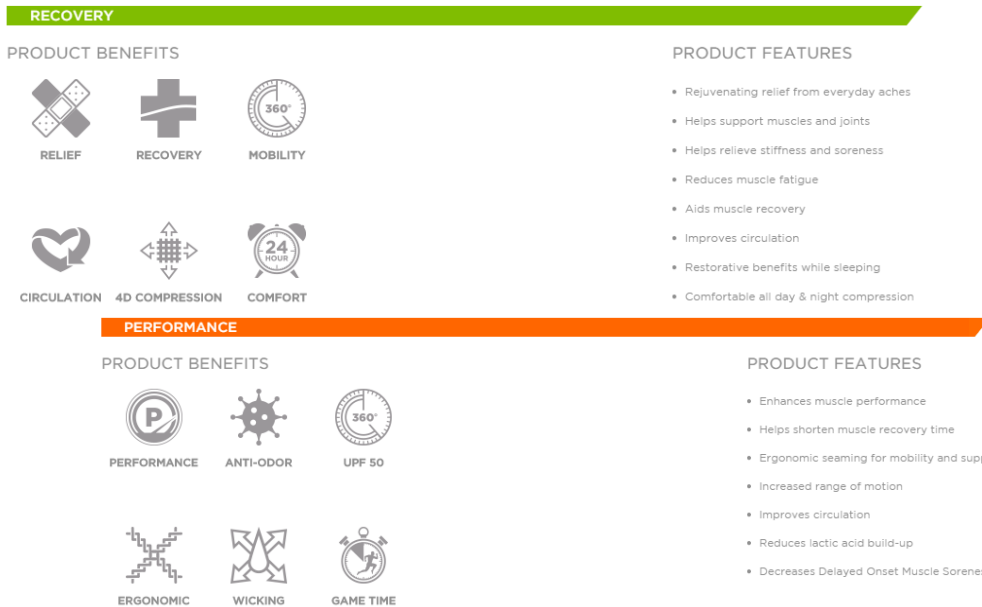 RECOVERY
PRODUCT BENEFITS
360°
RELIEF
RECOVERY
MOBILITY
24
HOUR
CIRCULATION
4D COMPRESSION
COMFORT
PRODUCT FEATURES
• Rejuvenating relief from everyday aches
• Helps support muscles and joints
• Helps relieve stiffness and soreness
• Reduces muscle fatigue
• Aids muscle recovery
• Improves circulation
• Restorative benefits while sleeping
• Comfortable all day & night compression
PERFORMANCE
PRODUCT BENEFITS
P
360°
PERFORMANCE
ANTI-ODOR
UPF 50
ERGONOMIC
WICKING
GAME TIME
PRODUCT FEATURES
• Enhances muscle performance
• Helps shorten muscle recovery time
• Ergonomic seaming for mobility and
• Increased range of motion
• Improves circulation
• Reduces lactic acid build-up
• Decreases Delayed Onset Muscle